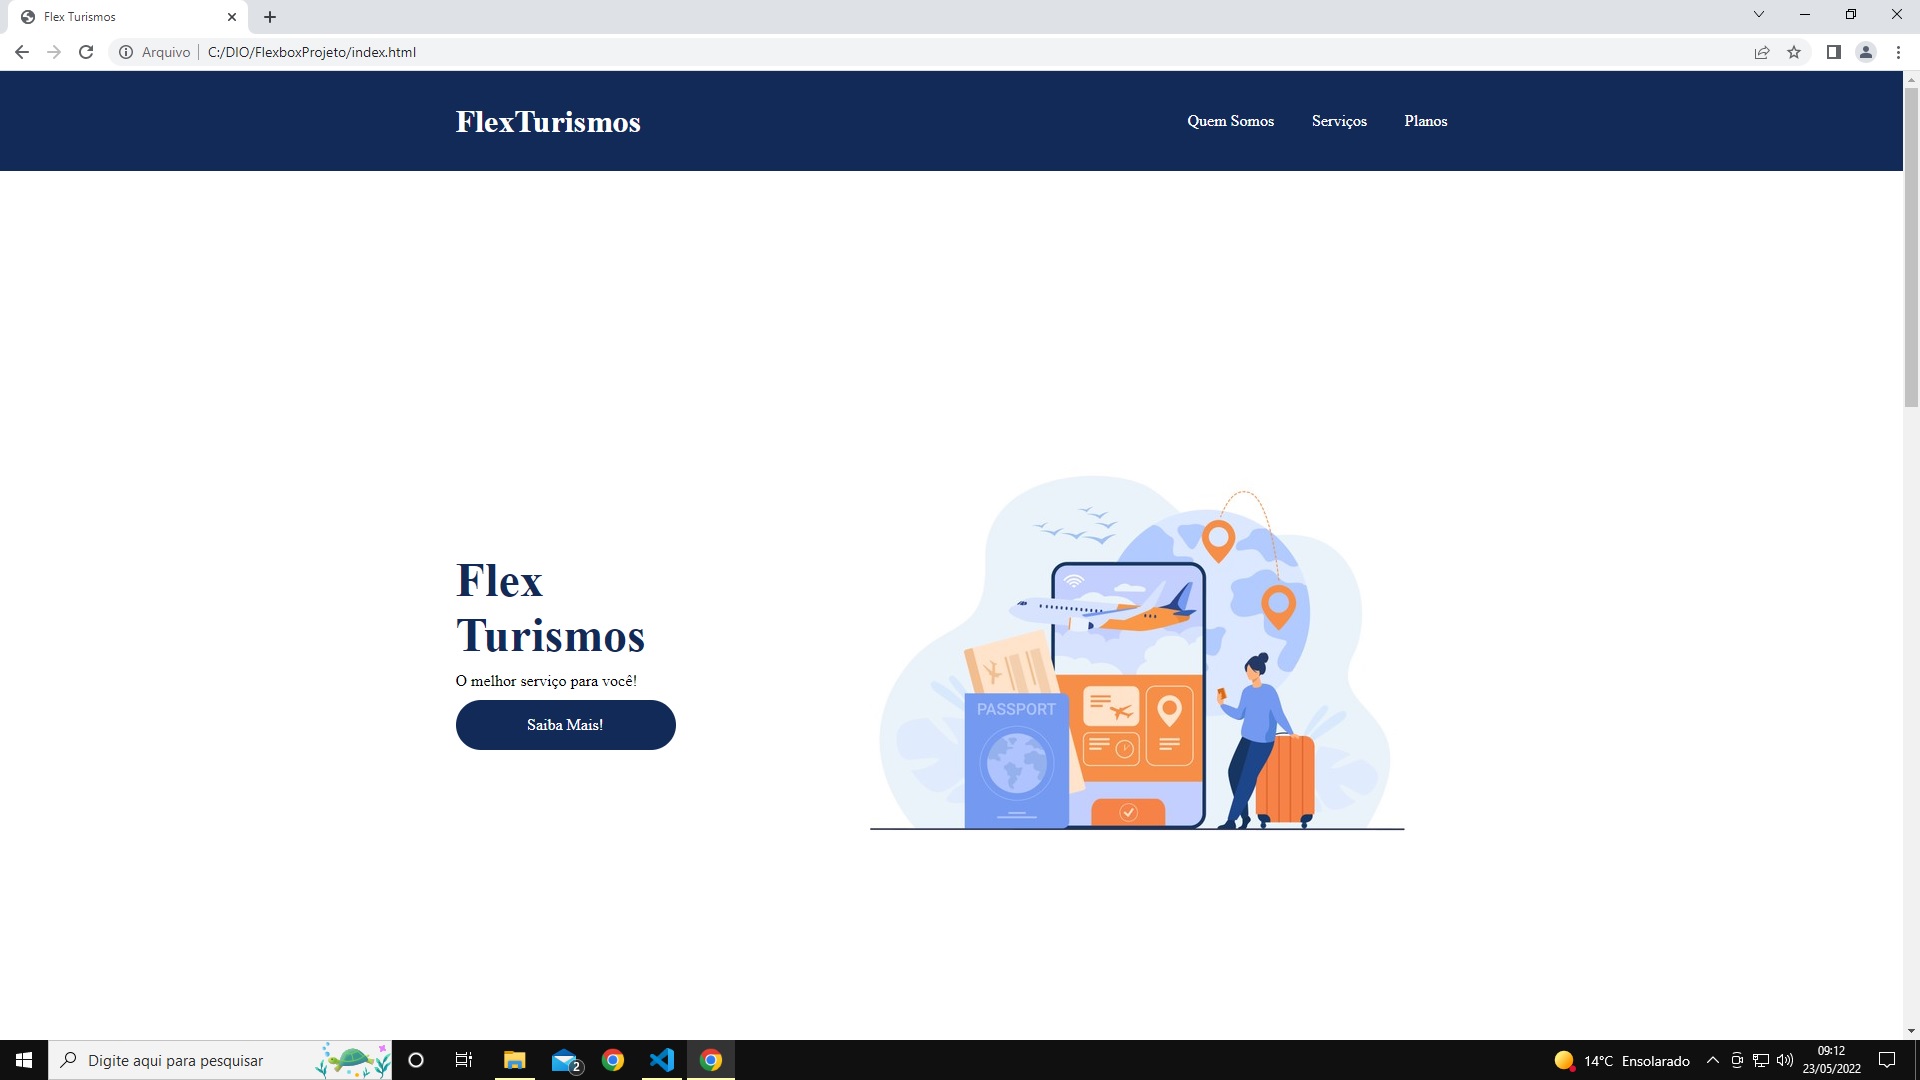 Flex Turismos
Arquivo
C:/DIO/FlexboxProjeto/index.html
FlexTurismos
Quem Somos
Serviços
Planos
Flex
Turismos
O melhor serviço para você!
Saiba Mais!
PASSPORT
Digite aqui para pesquisar
2
14°C Ensolarado
09:12
23/05/2022